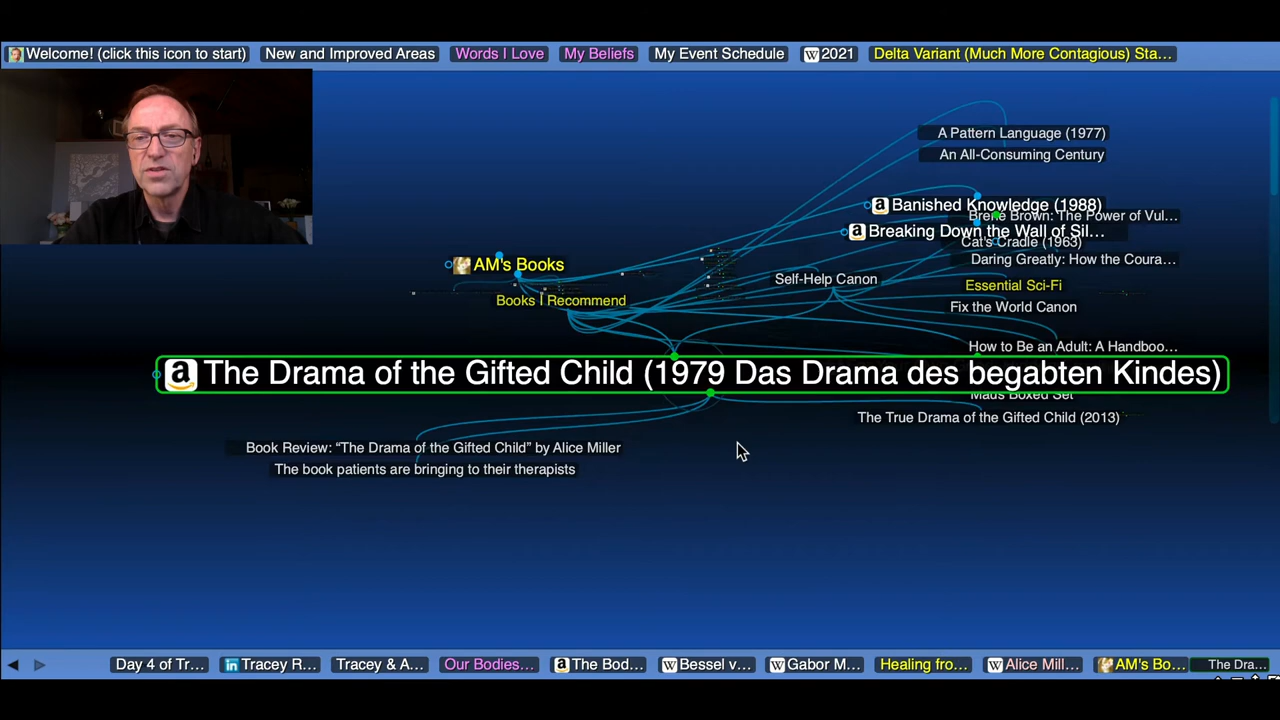 Welcome! (click this icon to start)
New and Improved Areas
Words I Love
My Beliefs
My Event Schedule
W 2021
Delta Variant (Much More Contagious) Sta...
A Pattern Language (1977)
An All-Consuming Century
a Banished Knowledge (1988)
Brené Brown: The Power of Vul...
a Breaking Down the Wall of Sil...
Cat's Cradle (1963)
Daring Greatly: How the Coura...
AM's Books
Self-Help Canon
Essential Sci-Fi
Books I Recommend
Fix the World Canon
How to Be an Adult: A Handboo...
a The Drama of the Gifted Child (1979 Das Drama des begabten Kindes)
Maus Boxed Set
The True Drama of the Gifted Child (2013)
Book Review: “The Drama of the Gifted Child” by Alice Miller
The book patients are bringing to their therapists
Day 4 of Tr...
in Tracey R...
Tracey & A...
Our Bodies...
a The Bod...
W Bessel v...
W Gabor M...
Healing fro...
W Alice Mill...
AM's Bo...
The Dra...